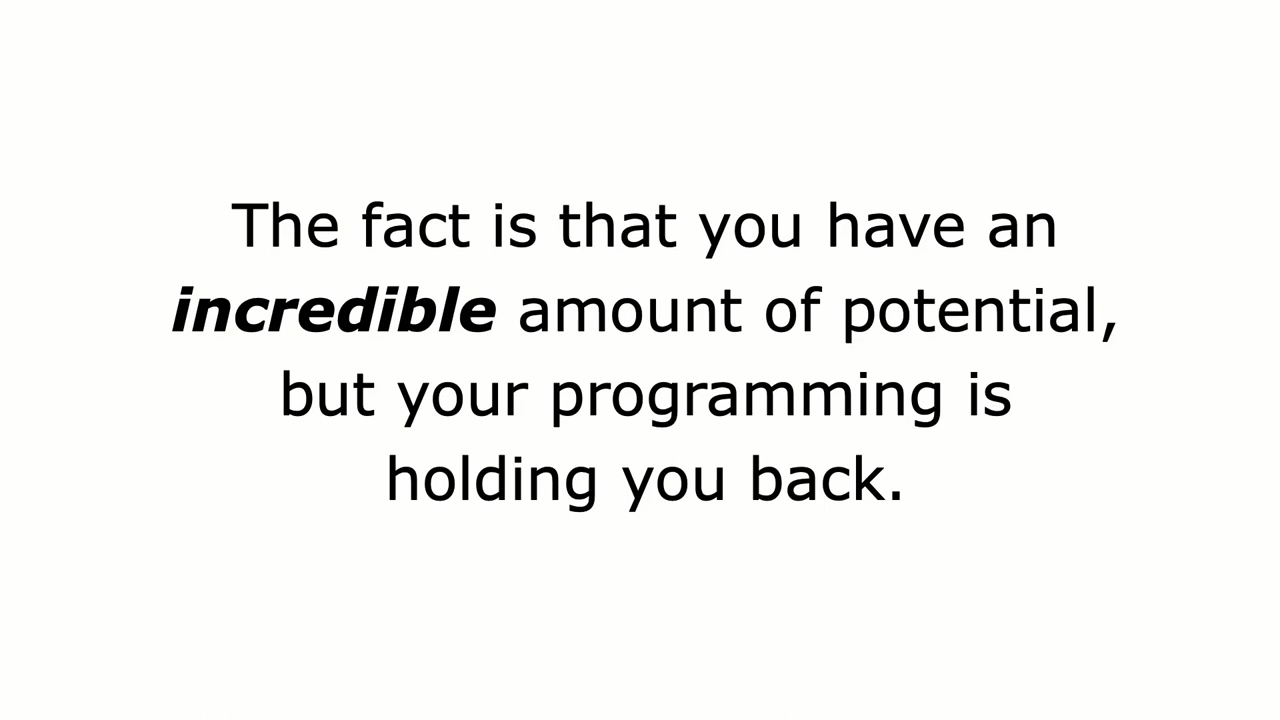 The fact is that you have an
incredible amount of potential,
but your programming is
holding you back.